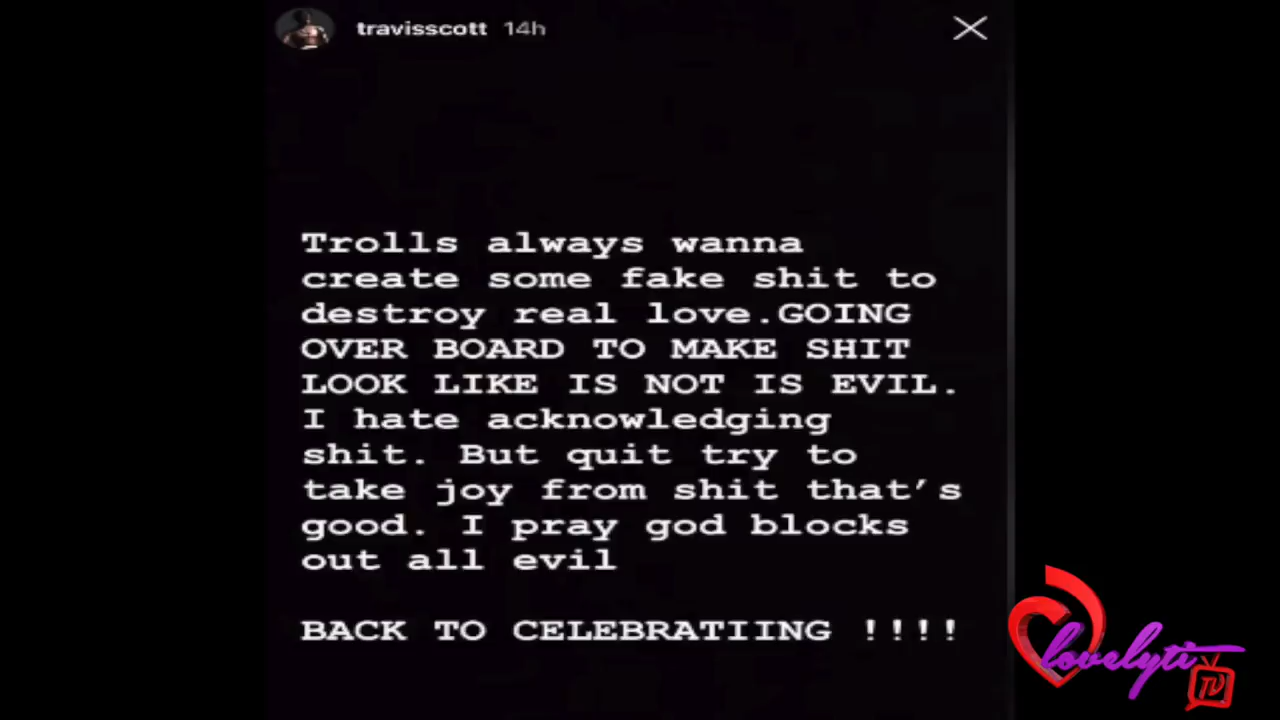 travisscott 14h
Trolls always wanna
create some fake shit to
destroy real love.GOING
OVER BOARD TO MAKE SHIT
LOOK LIKE IS NOT IS EVIL.
I hate acknowledging
shit. But quit try to
take joy from shit that’s
good. I pray god blocks
out all evil
BACK TO CELEBRATIING !!!!
lovelyti
TV